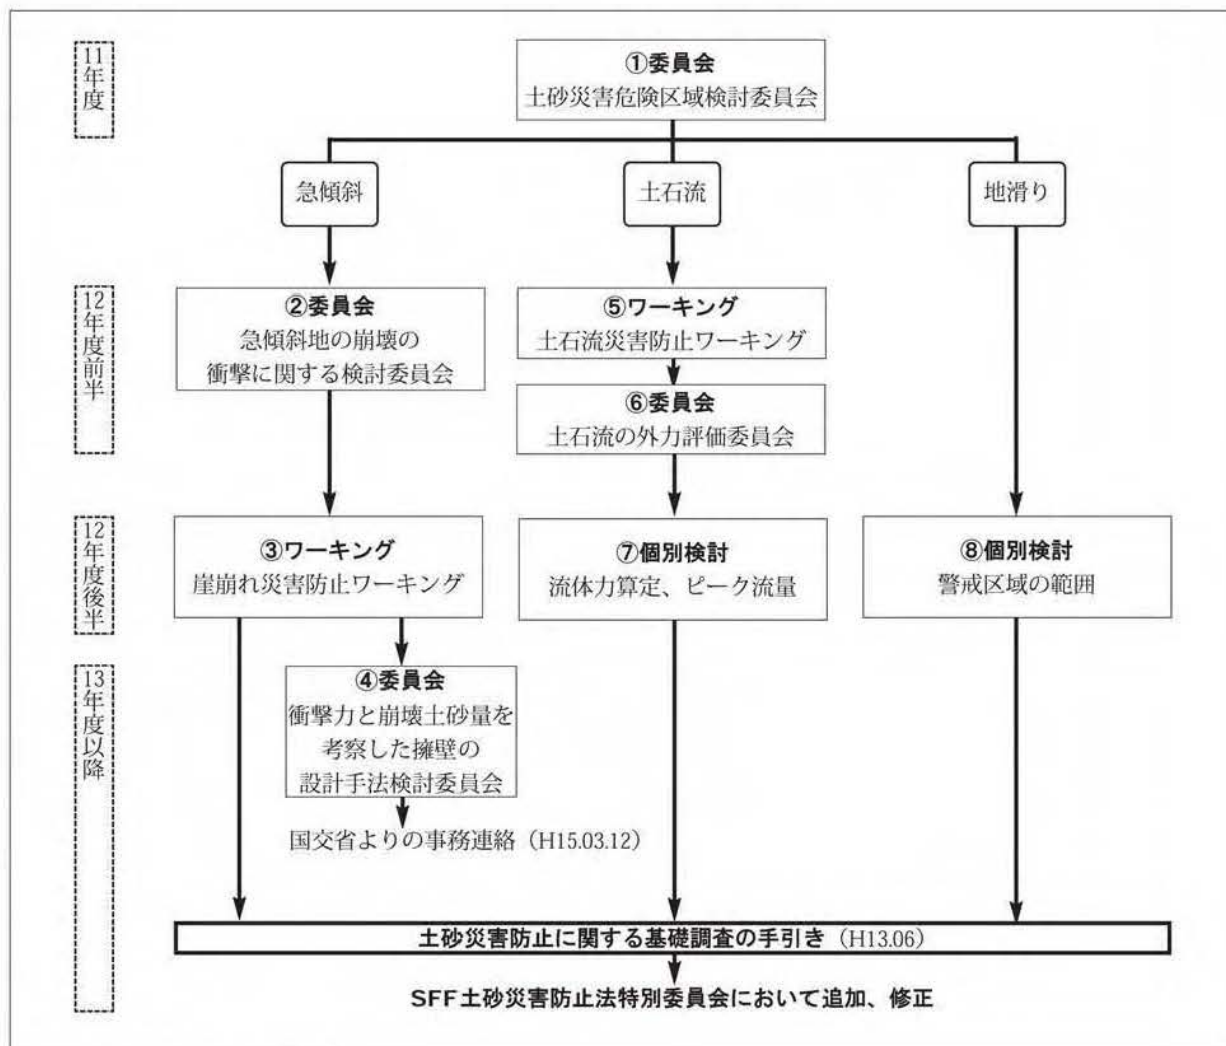 11年度
①委員会
土砂災害危険区域検討委員会
急傾斜
土石流
地滑り
12年度前半
②委員会
急傾斜地の崩壊の
衝撃に関する検討委員会
⑤ワーキング
土石流災害防止ワーキング
⑥委員会
土石流の外力評価委員会
12年度後半
③ワーキング
崖崩れ災害防止ワーキング
⑦個別検討
流体力算定、ピーク流量
⑧個別検討
警戒区域の範囲
13年度以降
④委員会
衝撃力と崩壊土砂量を
考察した擁壁の
設計手法検討委員会
国交省よりの事務連絡（H15.03.12）
土砂災害防止に関する基礎調査の手引き（H13.06）
SFF土砂災害防止法特別委員会において追加、修正